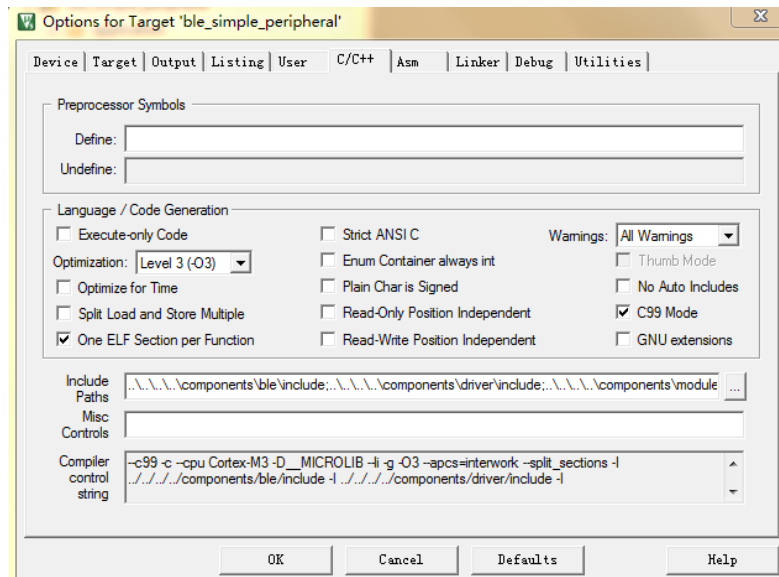 Options for Target 'ble_simple_peripheral'
Device Target Output Listing User C/C++ Asm Linker Debug Utilities
Preprocessor Symbols
Define:
Undefine:
Language / Code Generation
Execute-only Code Strict ANSI C Warnings: All Warnings
Optimization: Level 3 (-O3) Enum Container always int Thumb Mode
Optimize for Time Plain Char is Signed No Auto Includes
Split Load and Store Multiple Read-Only Position Independent C99 Mode
One ELF Section per Function Read-Write Position Independent GNU extensions
Include Paths ..\..\..\..\components\ble\include;..\..\..\..\components\driver\include;..\..\..\..\components\module ...
Misc Controls
Compiler control string --c99 -c --cpu Cortex-M3 -D__MICROLIB --li -g -O3 --apcs=interwork --split_sections -I
../../../../components/ble/include -I ../../../../components/driver/include -I
OK Cancel Defaults Help